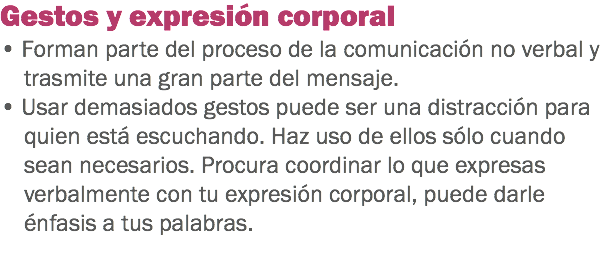 Gestos y expresión corporal
• Forman parte del proceso de la comunicación no verbal y
trasmite una gran parte del mensaje.
• Usar demasiados gestos puede ser una distracción para
quien está escuchando. Haz uso de ellos sólo cuando
sean necesarios. Procura coordinar lo que expresas
verbalmente con tu expresión corporal, puede darle
énfasis a tus palabras.